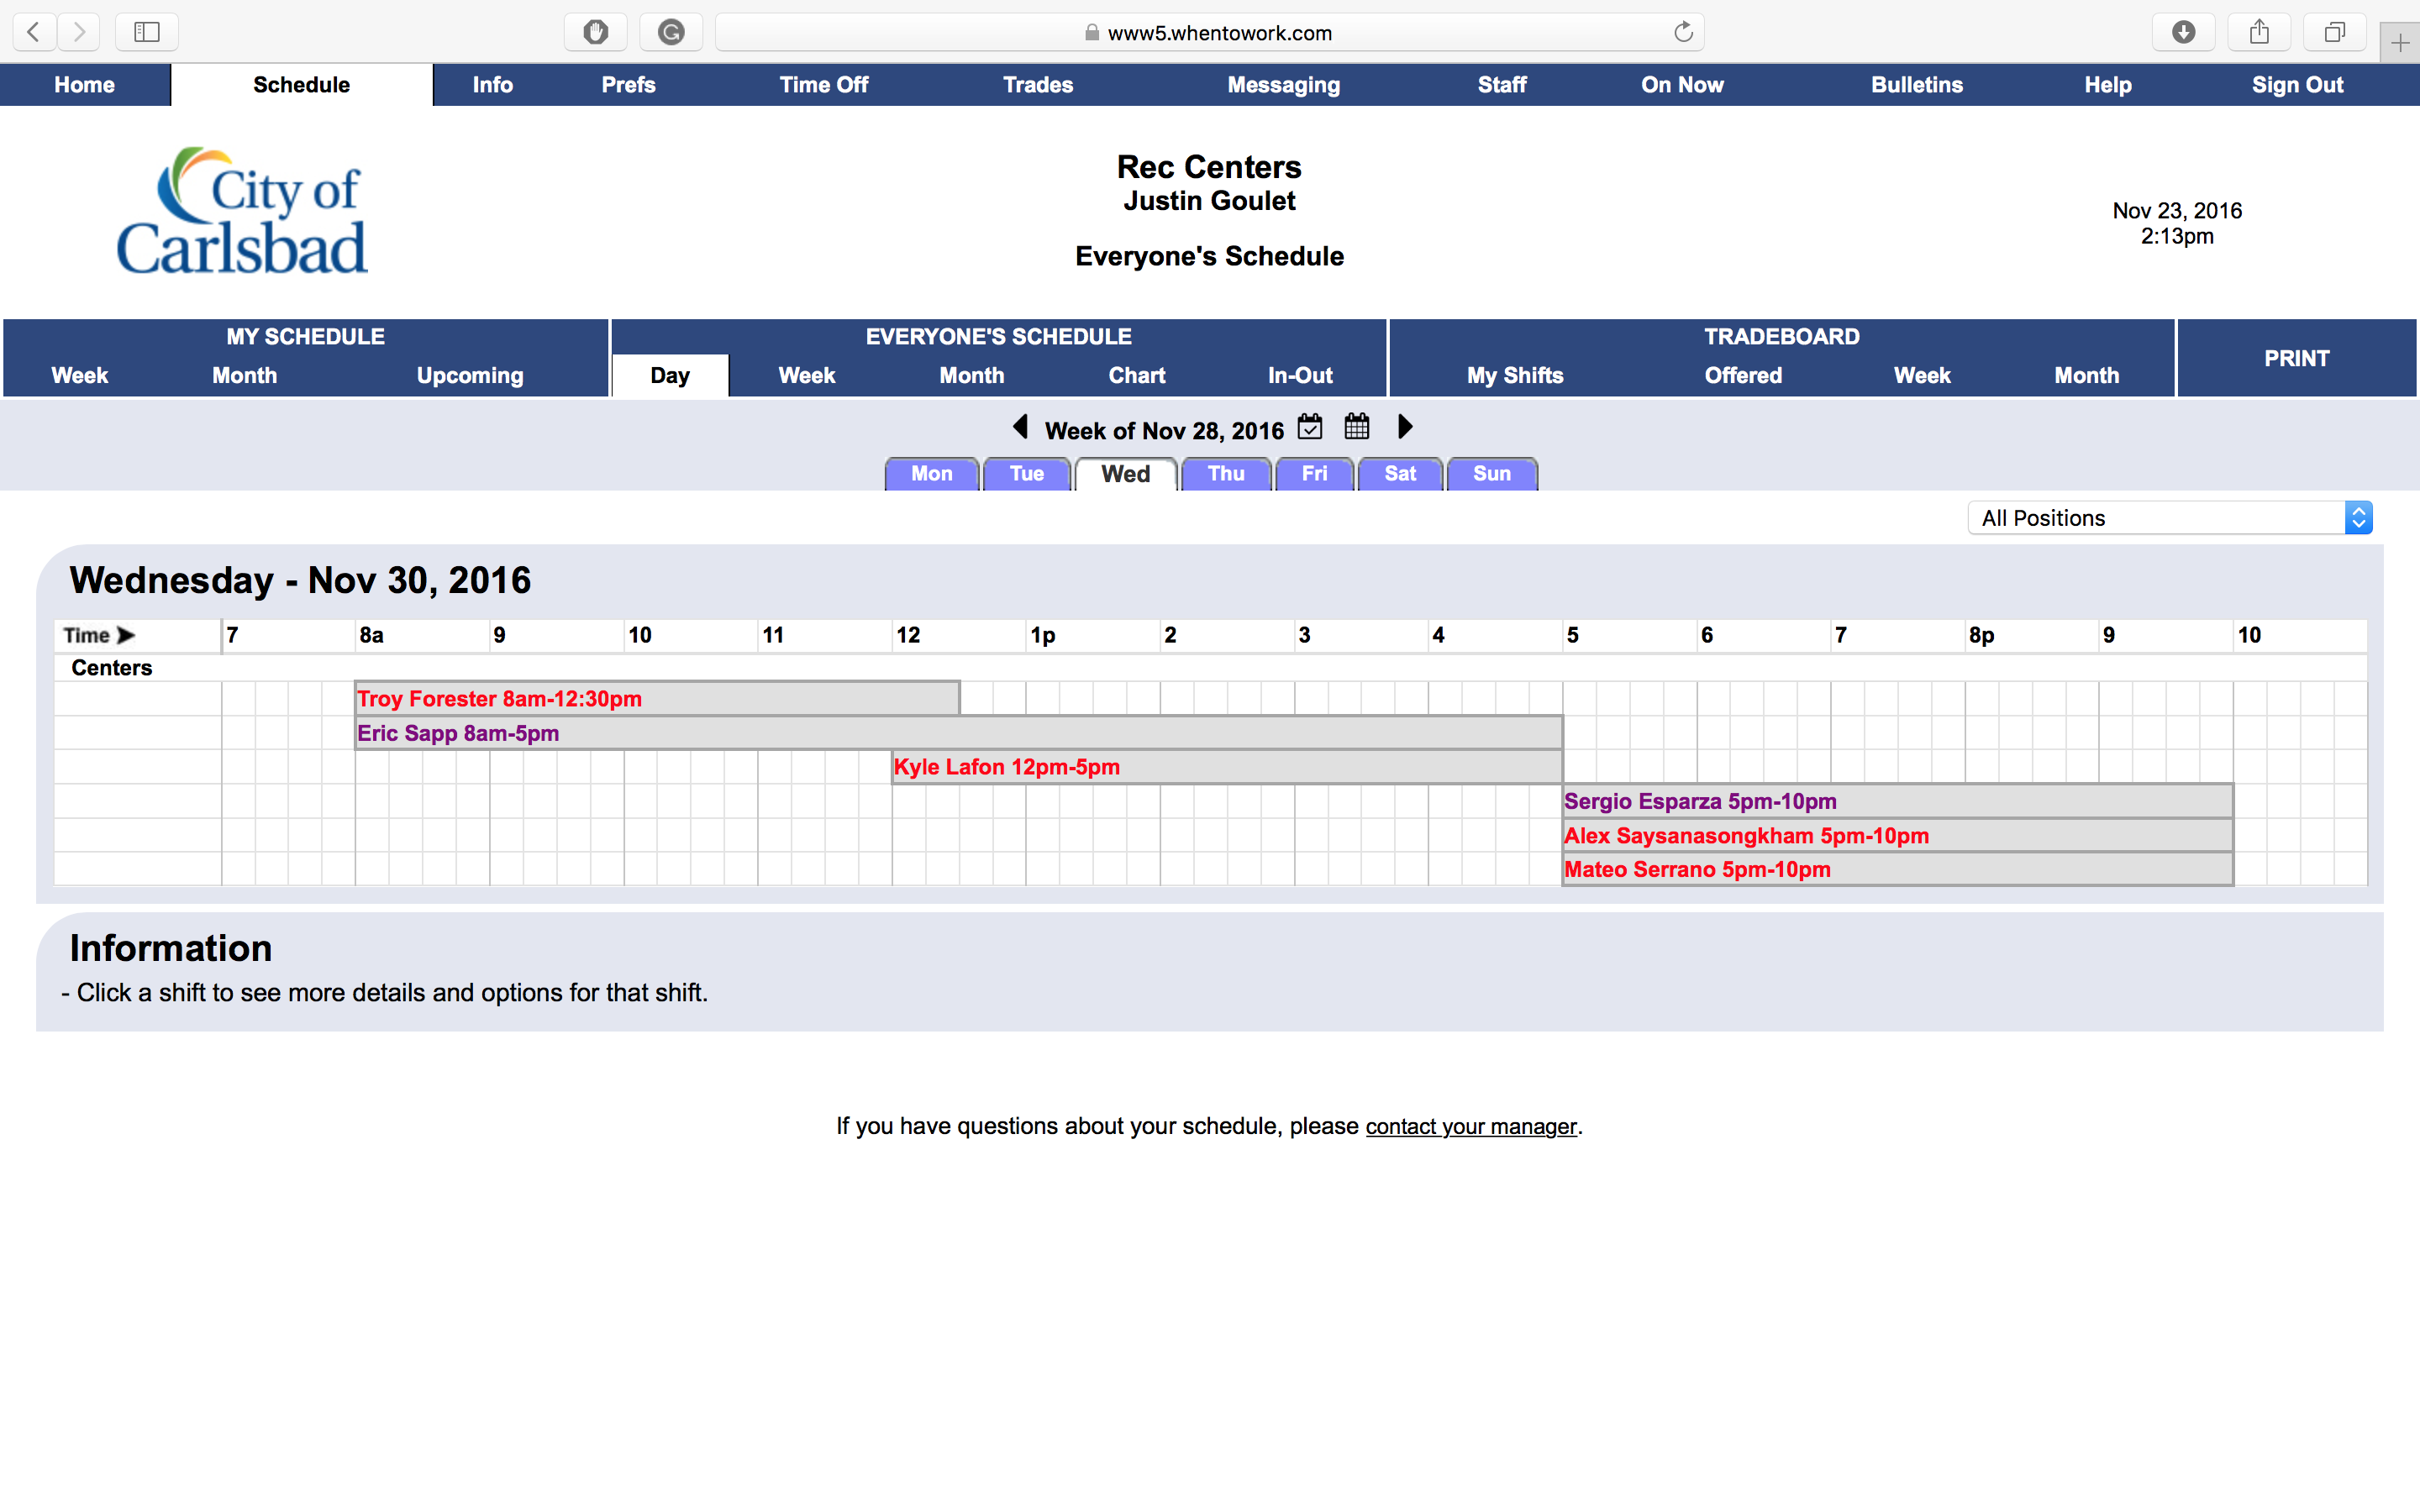 www5.whentowork.com
Home Schedule Info Prefs Time Off Trades Messaging Staff On Now Bulletins Help Sign Out
City of
Carlsbad
Rec Centers
Justin Goulet
Everyone's Schedule
Nov 23, 2016
2:13pm
MY SCHEDULE EVERYONE'S SCHEDULE TRADEBOARD PRINT
Week Month Upcoming Day Week Month Chart In-Out My Shifts Offered Week Month
Week of Nov 28, 2016
Mon Tue Wed Thu Fri Sat Sun
All Positions
Wednesday - Nov 30, 2016
Time 7 8a 9 10 11 12 1p 2 3 4 5 6 7 8p 9 10
Centers
Troy Forester 8am-12:30pm
Eric Sapp 8am-5pm
Kyle Lafon 12pm-5pm
Sergio Esparza 5pm-10pm
Alex Saysanasongkham 5pm-10pm
Mateo Serrano 5pm-10pm
Information
- Click a shift to see more details and options for that shift.
If you have questions about your schedule, please contact your manager.